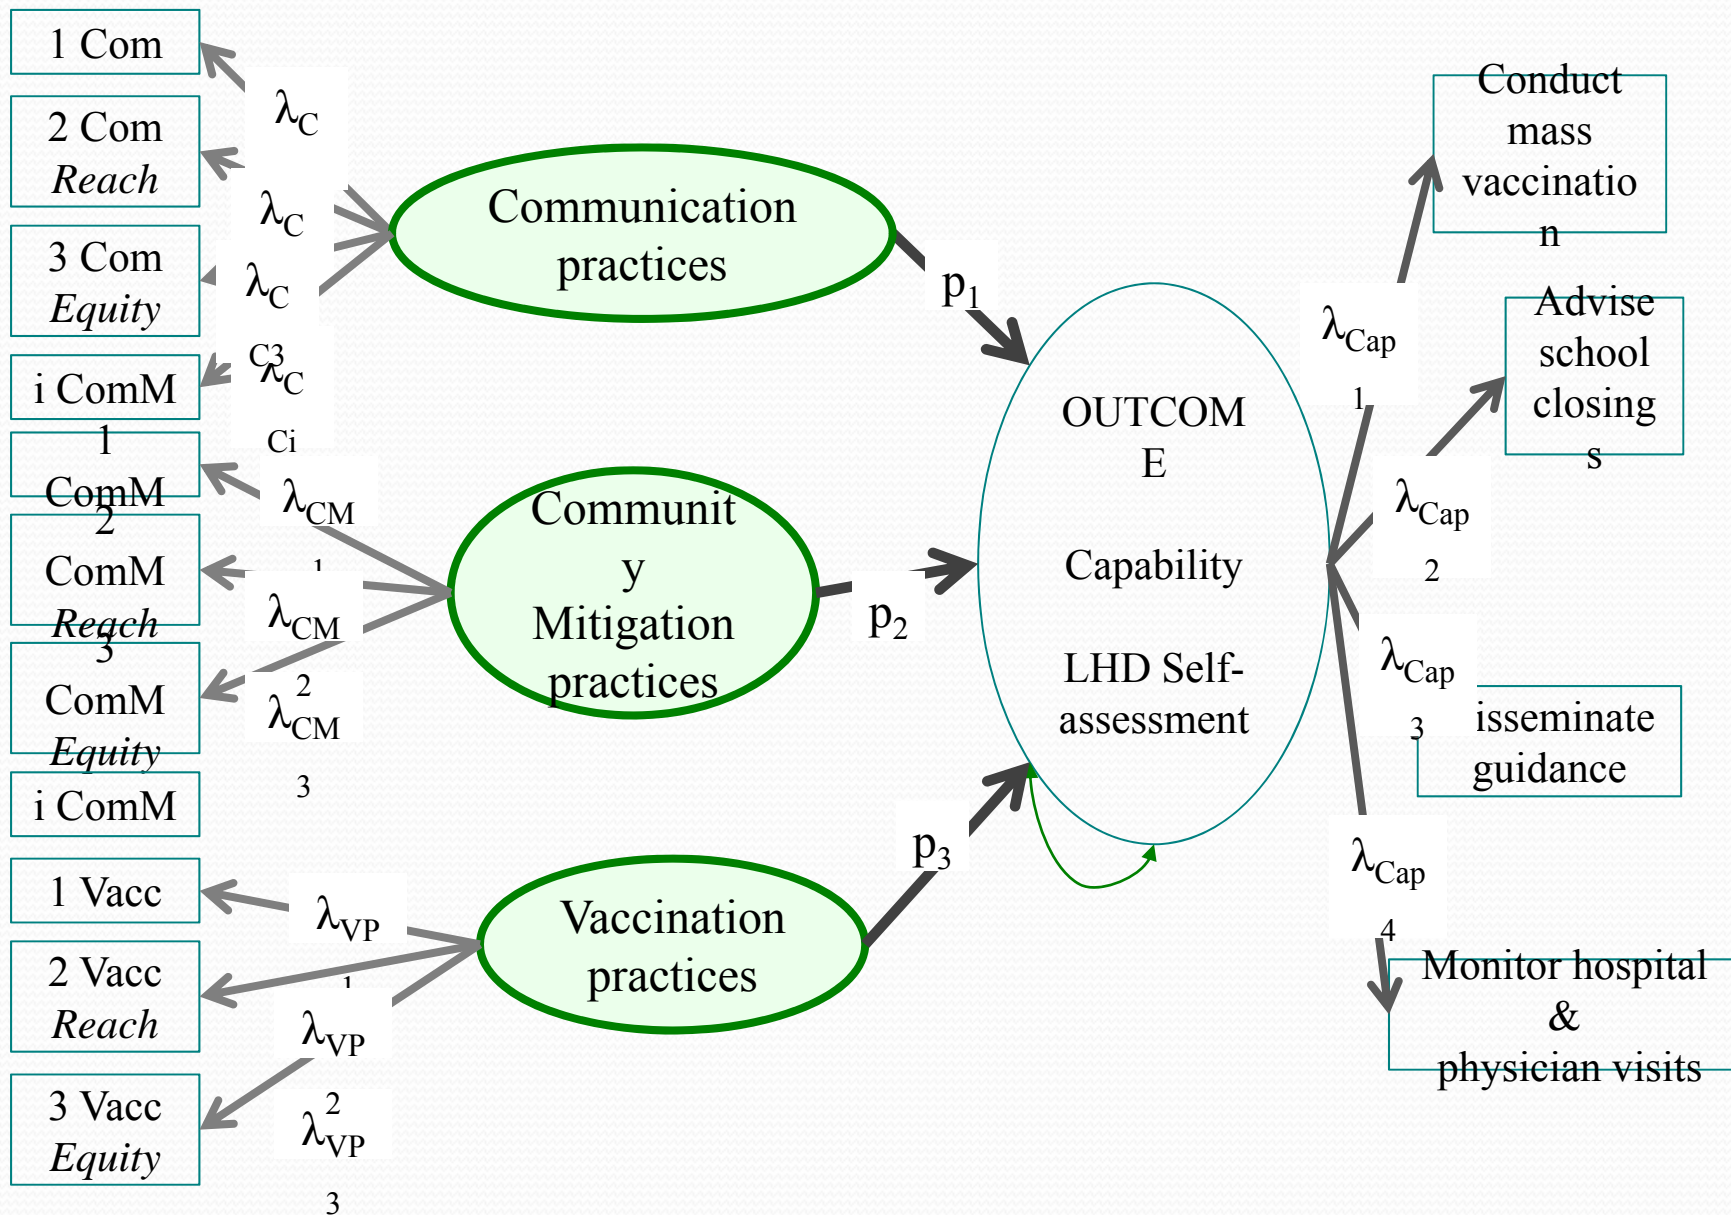 1 Com
2 Com
Reach
3 Com
Equity
i ComM
1
ComM
2
ComM
Reach
3
ComM
Equity
i ComM
1 Vacc
2 Vacc
Reach
3 Vacc
Equity
λC
λC
λC
C3
λC
Ci
λCM
1
λCM
2
λCM
3
λVP
1
λVP
2
λVP
3
Communication
practices
Communit
y
Mitigation
practices
Vaccination
practices
p1
p2
p3
OUTCOM
E
Capability
LHD Self-
assessment
λCap
1
λCap
2
λCap
3
λCap
4
Conduct
mass
vaccinatio
n
Advise
school
closing
s
isseminate
guidance
Monitor hospital
&
physician visits